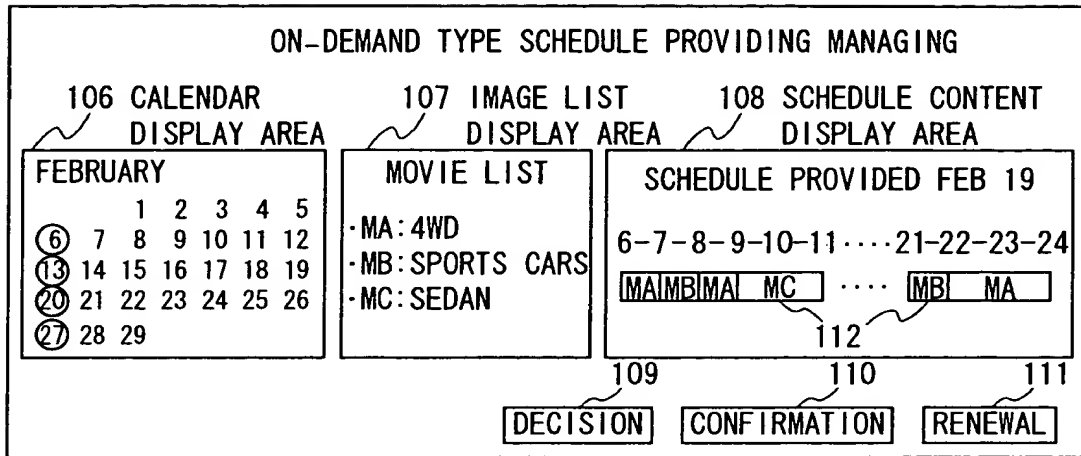 ON-DEMAND TYPE SCHEDULE PROVIDING MANAGING
106 CALENDAR DISPLAY AREA
FEBRUARY
1 2 3 4 5
6 7 8 9 10 11 12
13 14 15 16 17 18 19
20 21 22 23 24 25 26
27 28 29
107 IMAGE LIST DISPLAY AREA
MOVIE LIST
·MA:4WD
·MB:SPORTS CARS
·MC:SEDAN
108 SCHEDULE CONTENT DISPLAY AREA
SCHEDULE PROVIDED FEB 19
6-7-8-9-10-11····21-22-23-24
MA MB MA MC ···· MB MA
112
109 110 111
DECISION CONFIRMATION RENEWAL